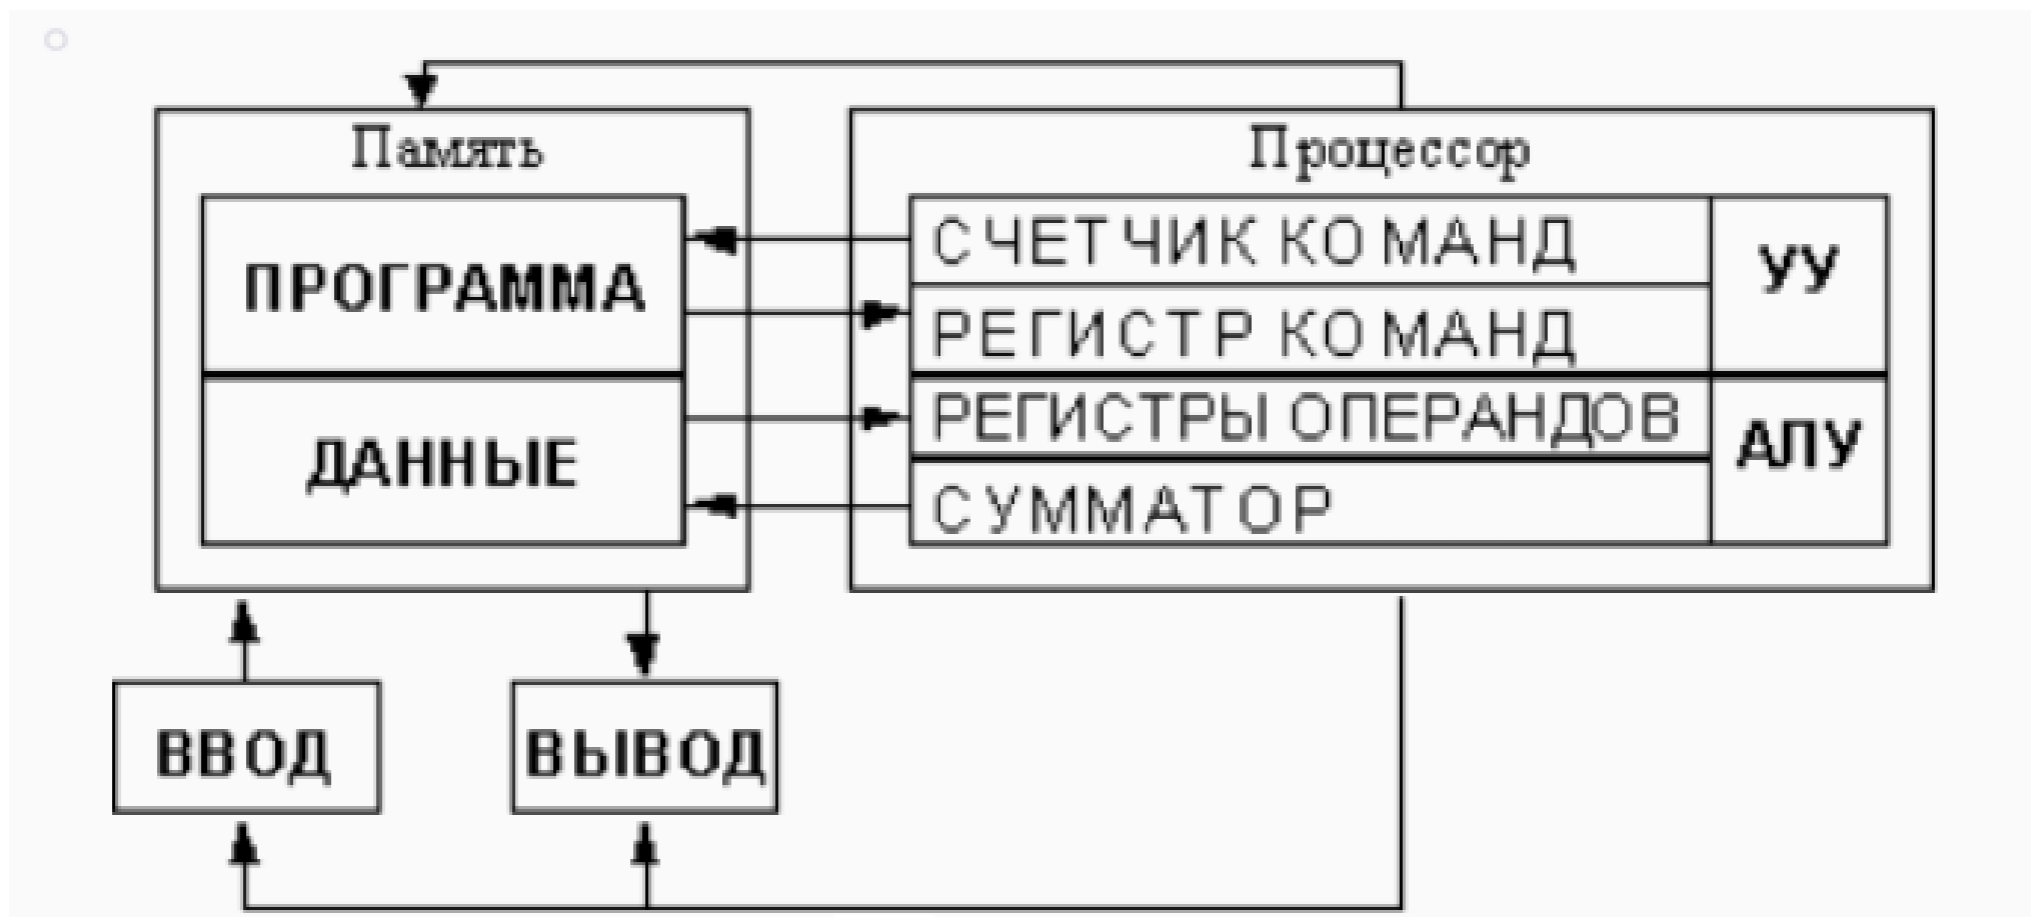 Память
Процессор
ПРОГРАММА
ДАННЫЕ
СЧЕТЧИК КОМАНД
РЕГИСТР КОМАНД
РЕГИСТРЫ ОПЕРАНДОВ
СУММАТОР
УУ
АЛУ
ВВОД
ВЫВОД